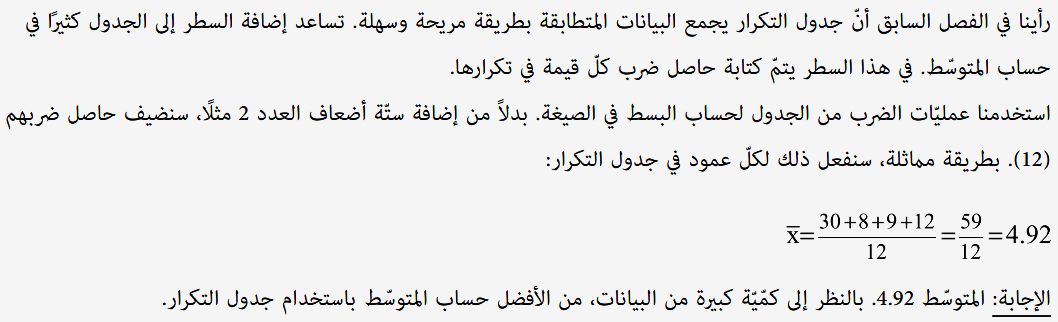 رأينا في الفصل السابق أنّ جدول التكرار يجمع البيانات المتطابقة بطريقة مريحة وسهلة. تساعد إضافة السطر إلى الجدول كثيرًا في
حساب المتوسّط. في هذا السطر يتمّ كتابة حاصل ضرب كلّ قيمة في تكرارها.
استخدمنا عمليّات الضرب من الجدول لحساب البسط في الصيغة. بدلاً من إضافة ستّة أضعاف العدد 2 مثلًا، سنضيف حاصل ضربهم
(12). بطريقة مماثلة، سنفعل ذلك لكلّ عمود في جدول التكرار:
x̅=(30+8+9+12)/12=59/12=4.92
الإجابة: المتوسّط 4.92. بالنظر إلى كمّيّة كبيرة من البيانات، من الأفضل حساب المتوسّط باستخدام جدول التكرار.